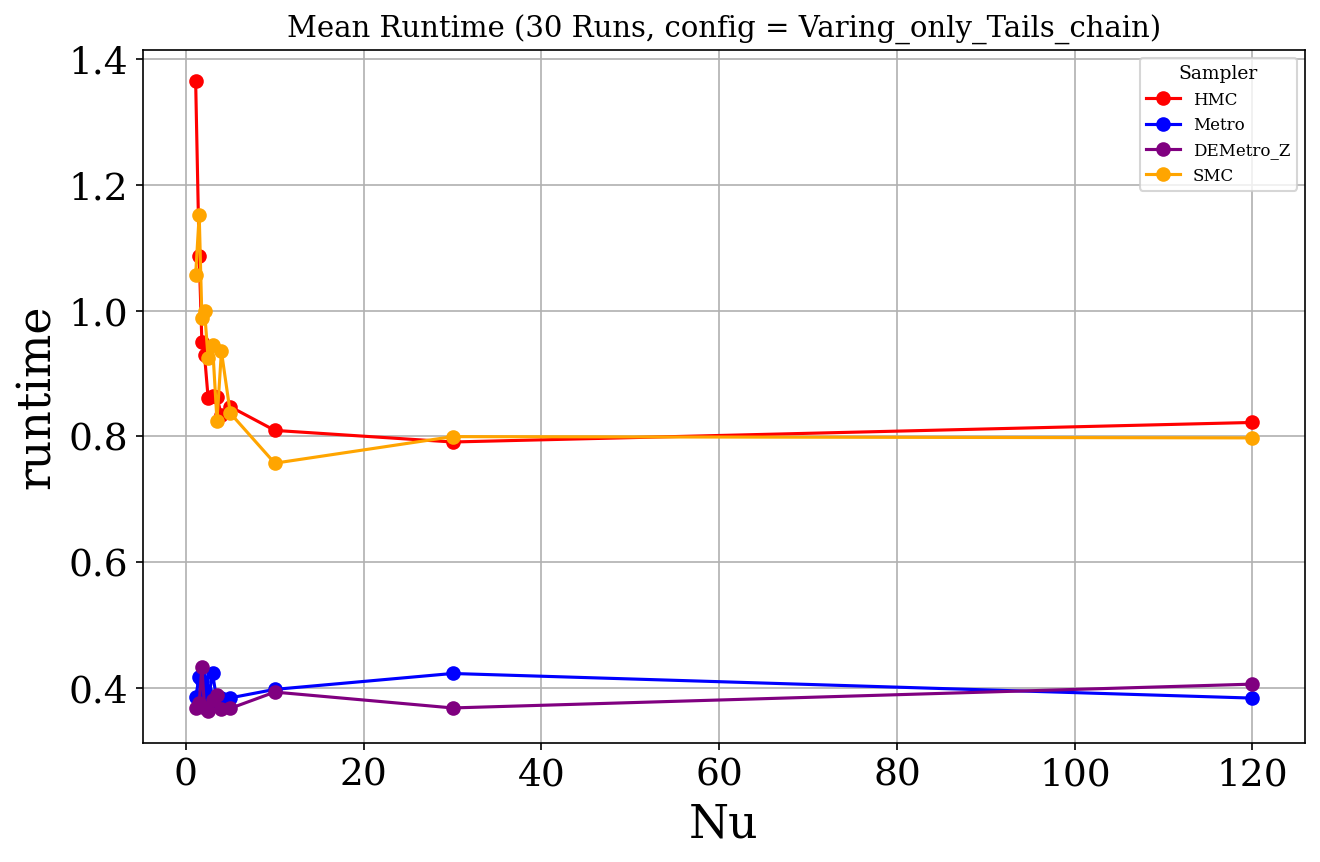 Mean Runtime (30 Runs, config = Varing_only_Tails_chain)
Sampler
HMC
Metro
DEMetro_Z
SMC
runtime
1.4
1.2
1.0
0.8
0.6
0.4
0 20 40 60 80 100 120
Nu